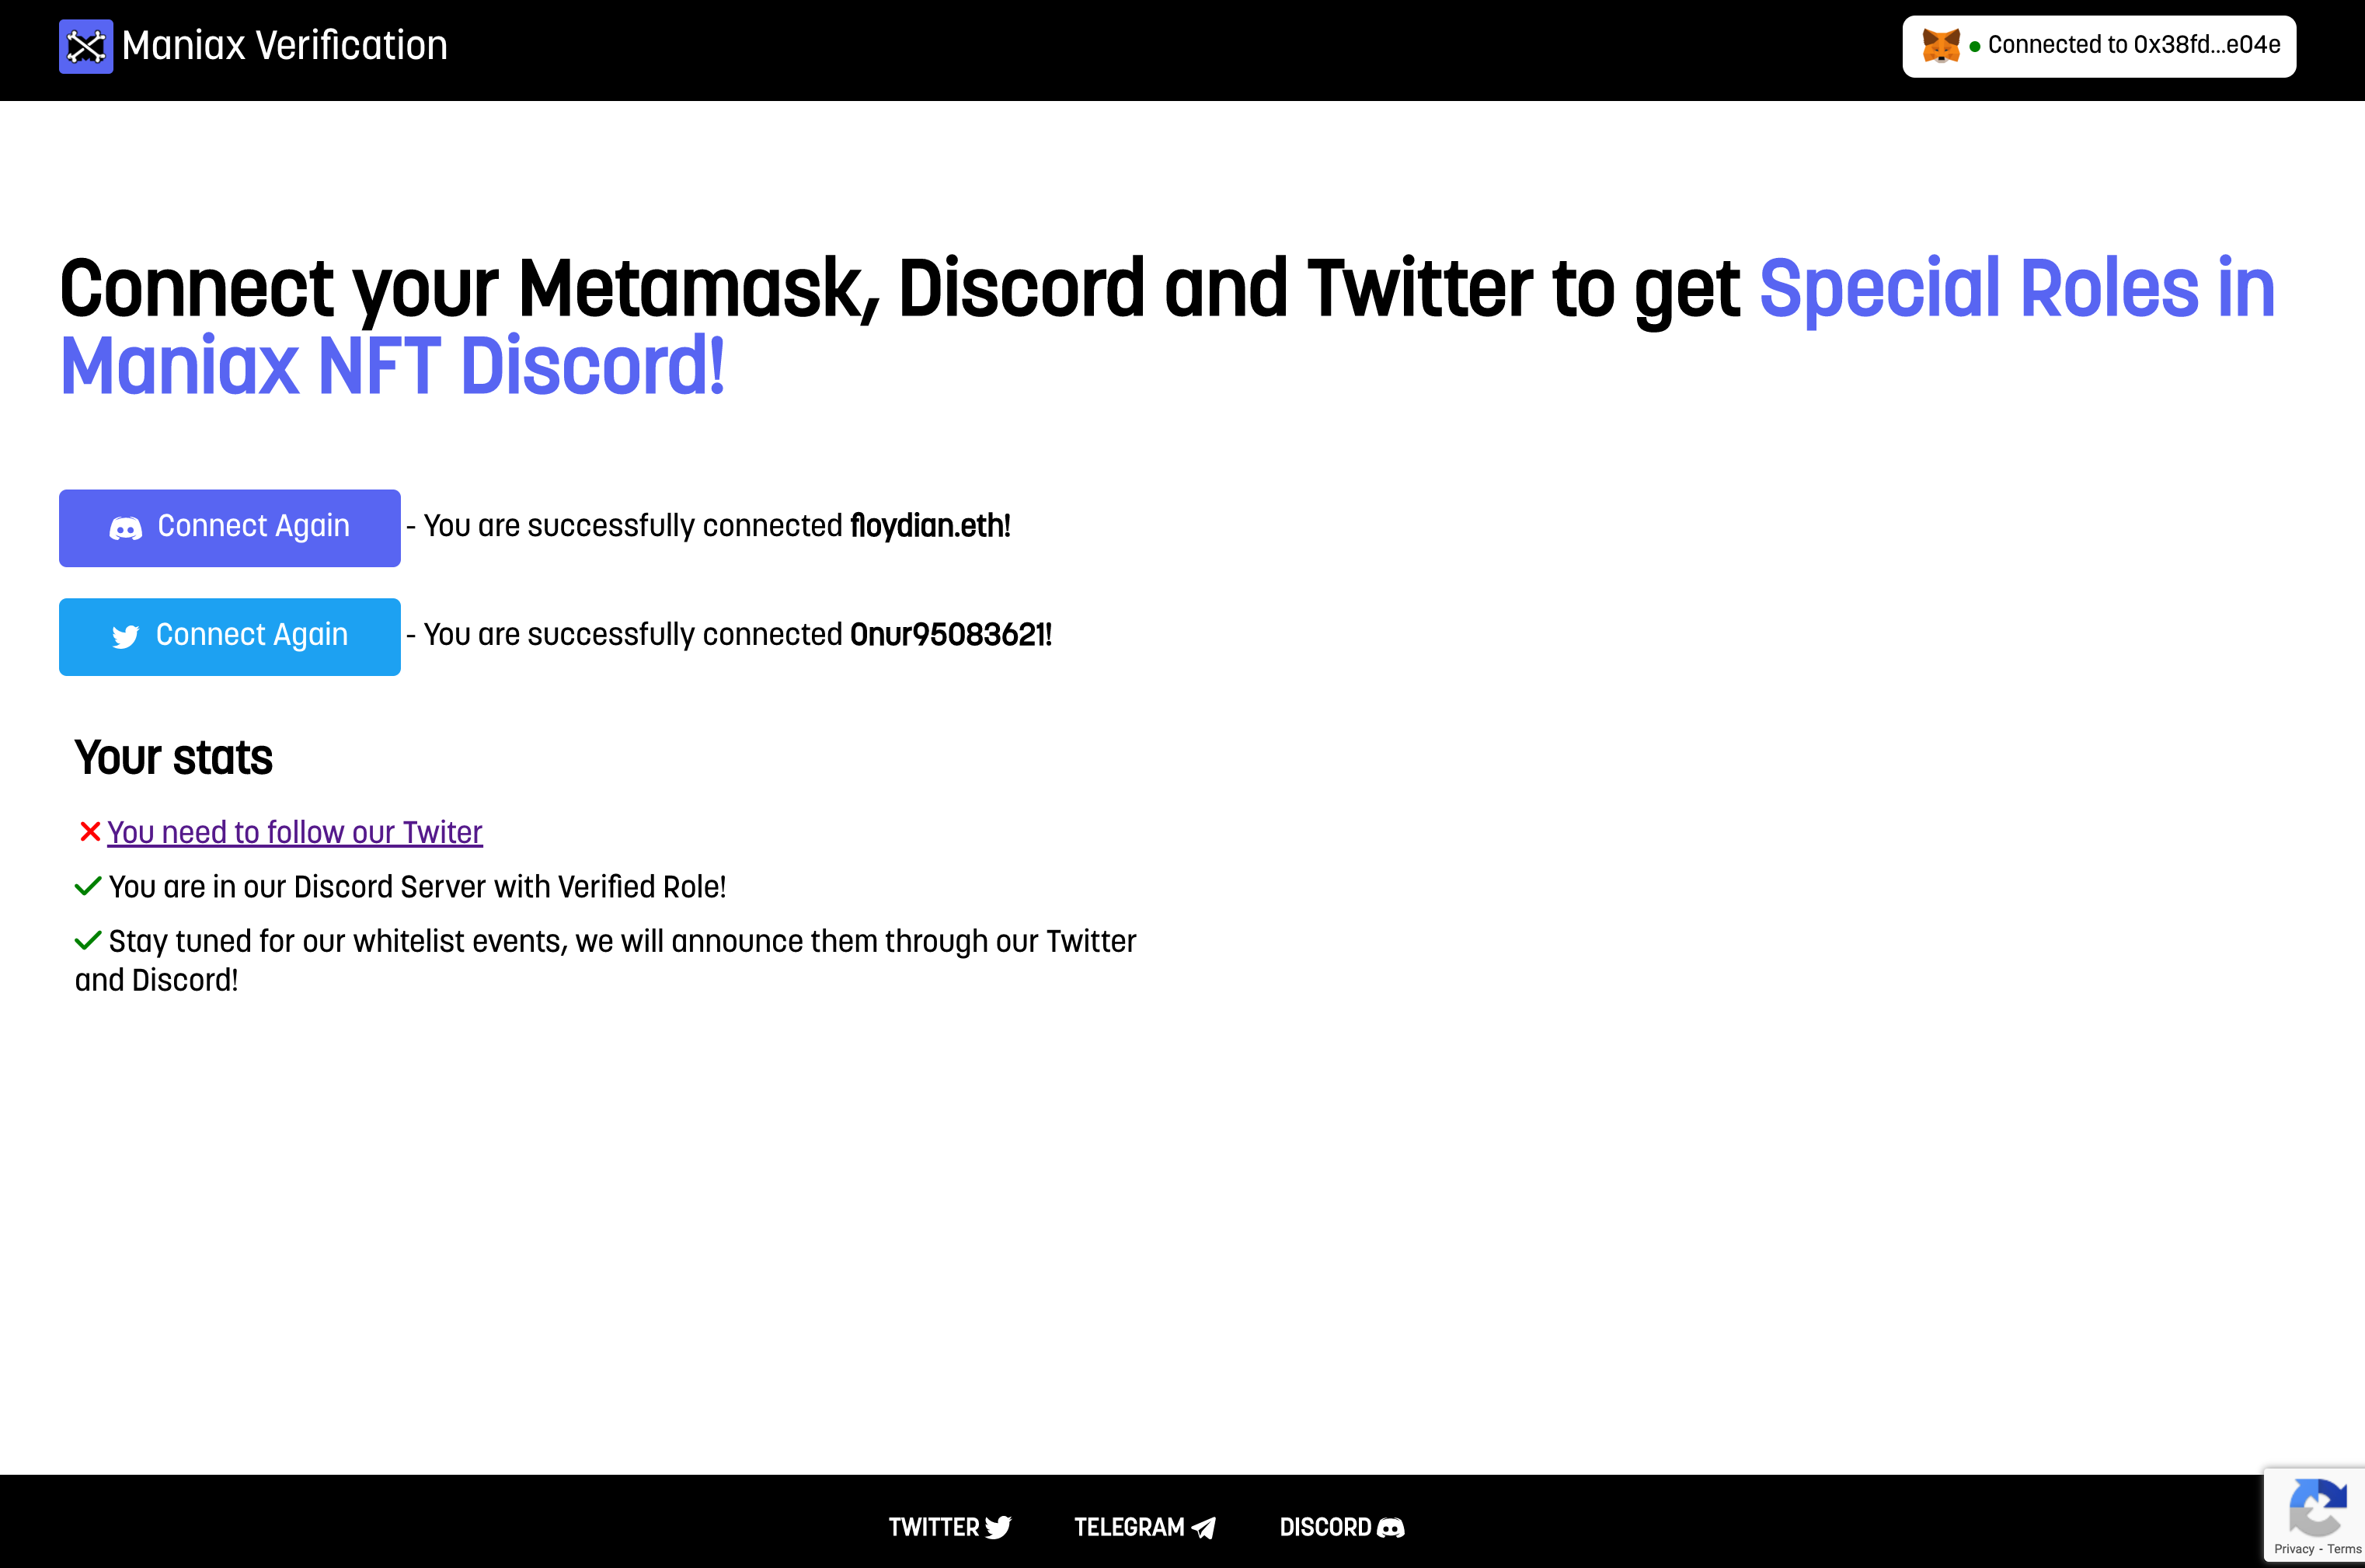 Maniax Verification
Connected to 0x38fd...e04e
Connect your Metamask, Discord and Twitter to get Special Roles in
Maniax NFT Discord!
Connect Again - You are successfully connected floydian.eth!
Connect Again - You are successfully connected 0nur95083621!
Your stats
You need to follow our Twiter
You are in our Discord Server with Verified Role!
Stay tuned for our whitelist events, we will announce them through our Twitter
and Discord!
TWITTER TELEGRAM DISCORD
Privacy - Terms